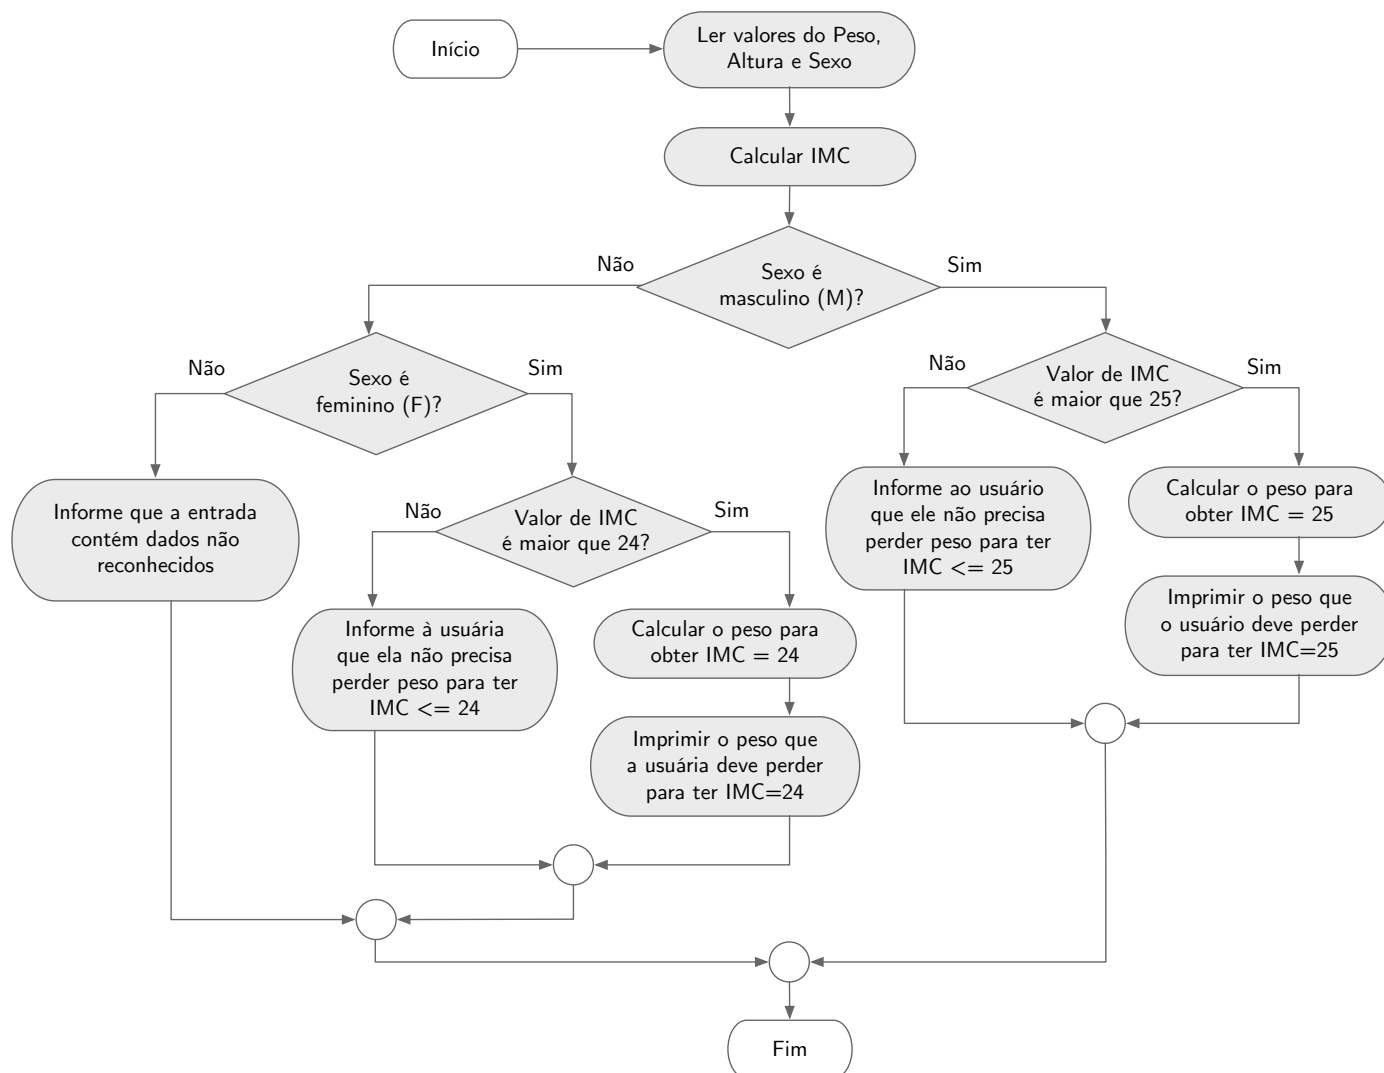 Início
Ler valores do Peso,
Altura e Sexo
Calcular IMC
Sexo é
masculino (M)?
Não
Sim
Sexo é
feminino (F)?
Não
Sim
Valor de IMC
é maior que 25?
Não
Sim
Informe que a entrada
contém dados não
reconhecidos
Valor de IMC
é maior que 24?
Não
Sim
Informe ao usuário
que ele não precisa
perder peso para ter
IMC <= 25
Calcular o peso para
obter IMC = 25
Imprimir o peso que
o usuário deve perder
para ter IMC=25
Informe à usuária
que ela não precisa
perder peso para ter
IMC <= 24
Calcular o peso para
obter IMC = 24
Imprimir o peso que
a usuária deve perder
para ter IMC=24
Fim